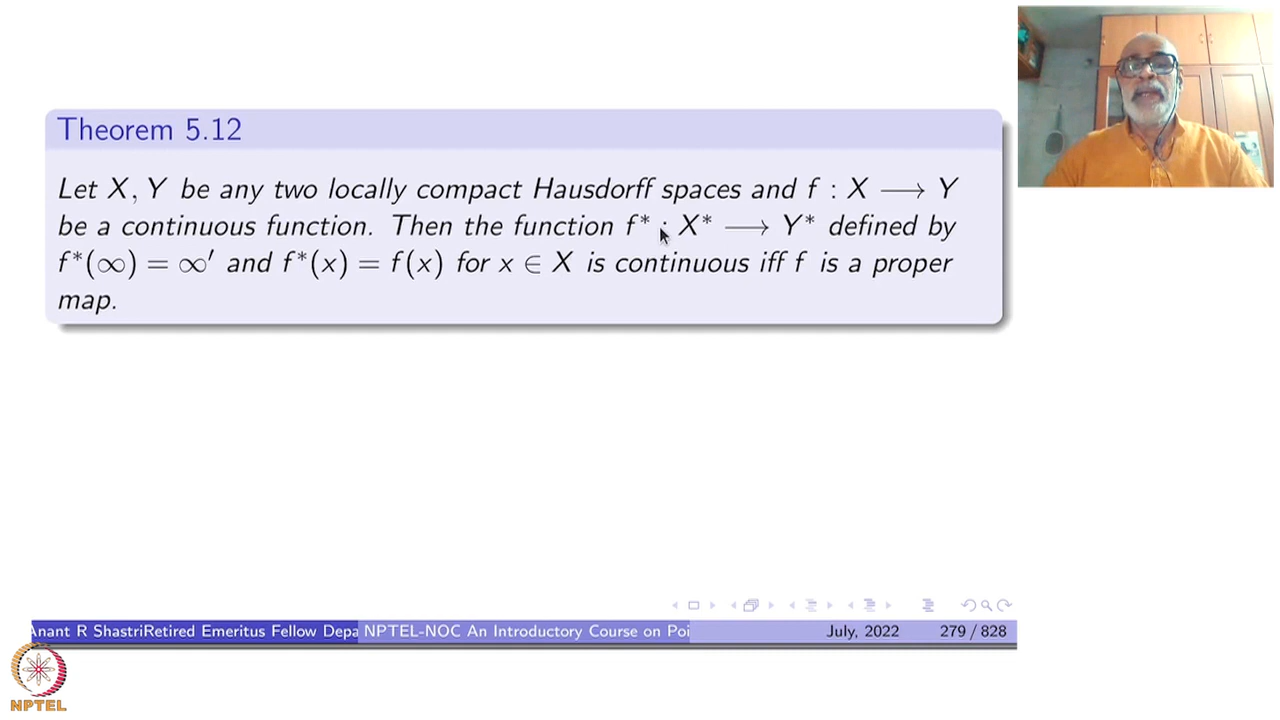 Theorem 5.12
Let X, Y be any two locally compact Hausdorff spaces and f : X ⟶ Y
be a continuous function. Then the function f* : X* ⟶ Y* defined by
f*(∞) = ∞′ and f*(x) = f(x) for x ∈ X is continuous iff f is a proper
map.
Anant R ShastriRetired Emeritus Fellow Depa NPTEL-NOC An Introductory Course on Poi July, 2022 279 / 828
NPTEL